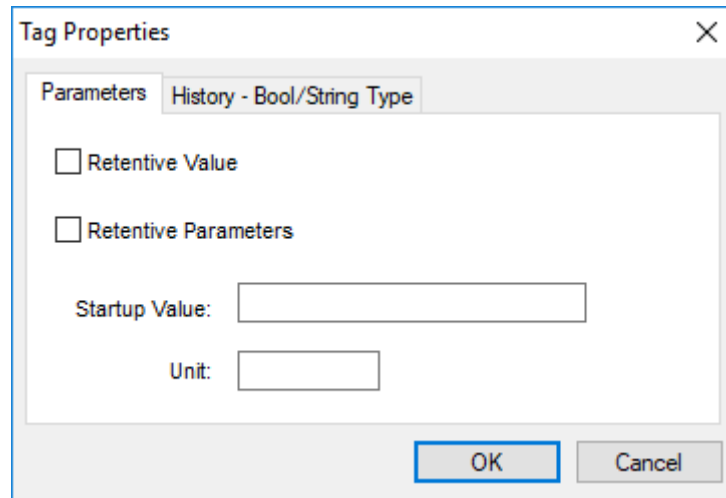 Tag Properties
Parameters History - Bool/String Type
Retentive Value
Retentive Parameters
Startup Value:
Unit:
OK Cancel